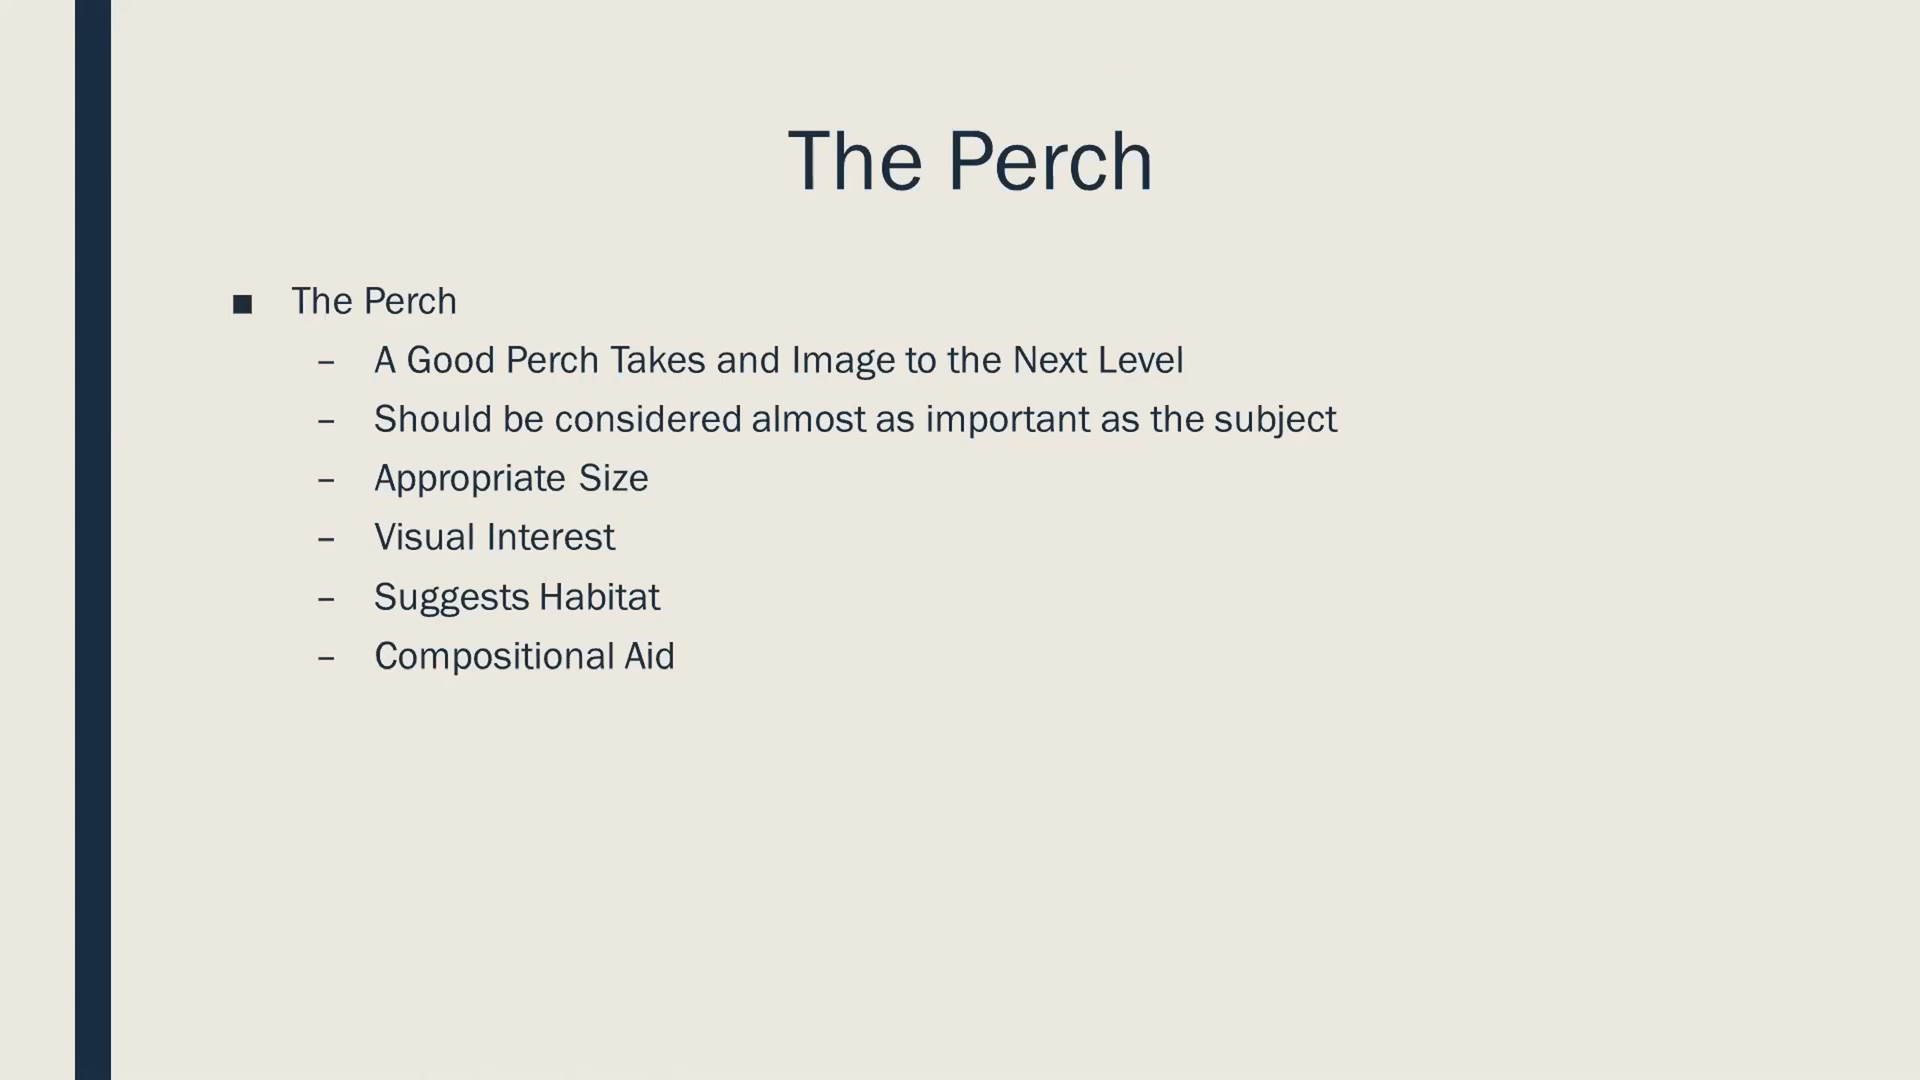 The Perch
■ The Perch
– A Good Perch Takes and Image to the Next Level
– Should be considered almost as important as the subject
– Appropriate Size
– Visual Interest
– Suggests Habitat
– Compositional Aid